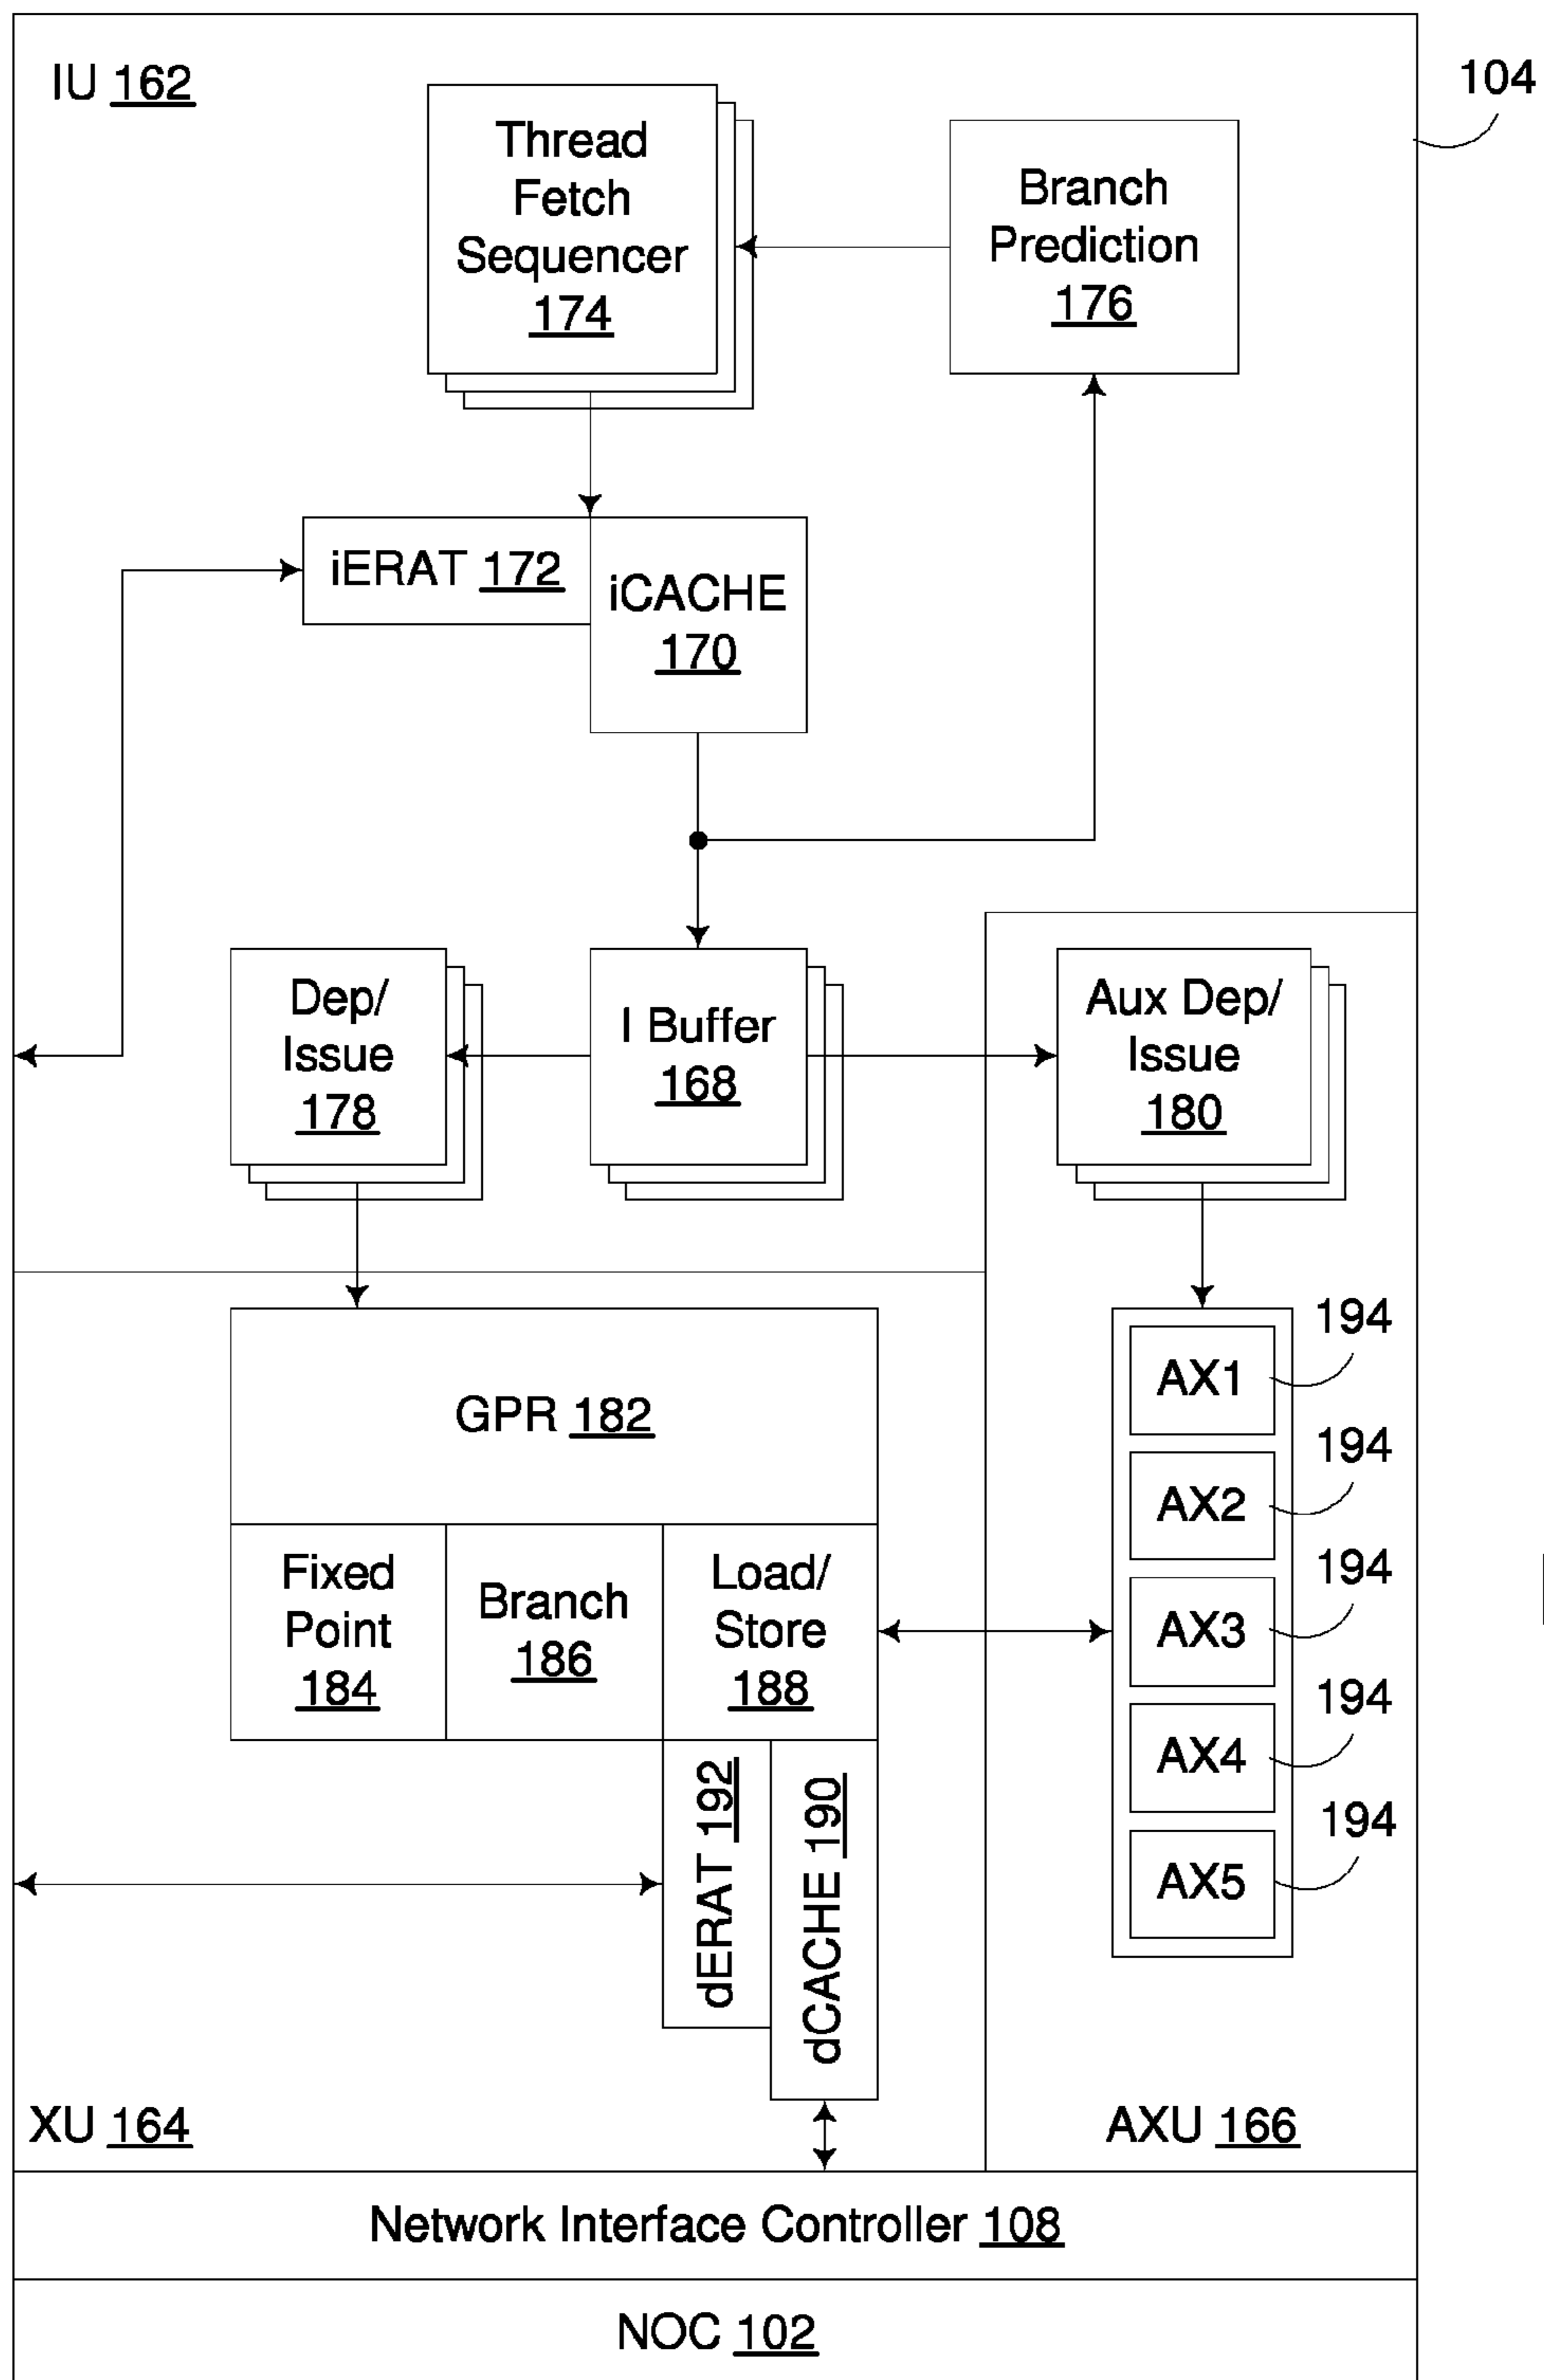 IU 162
104
Thread
Fetch
Sequencer
174
Branch
Prediction
176
iERAT 172
iCACHE
170
Dep/
Issue
178
I Buffer
168
Aux Dep/
Issue
180
GPR 182
Fixed
Point
184
Branch
186
Load/
Store
188
dERAT 192
dCACHE 190
194
AX1
194
AX2
194
AX3
194
AX4
194
AX5
XU 164
AXU 166
Network Interface Controller 108
NOC 102